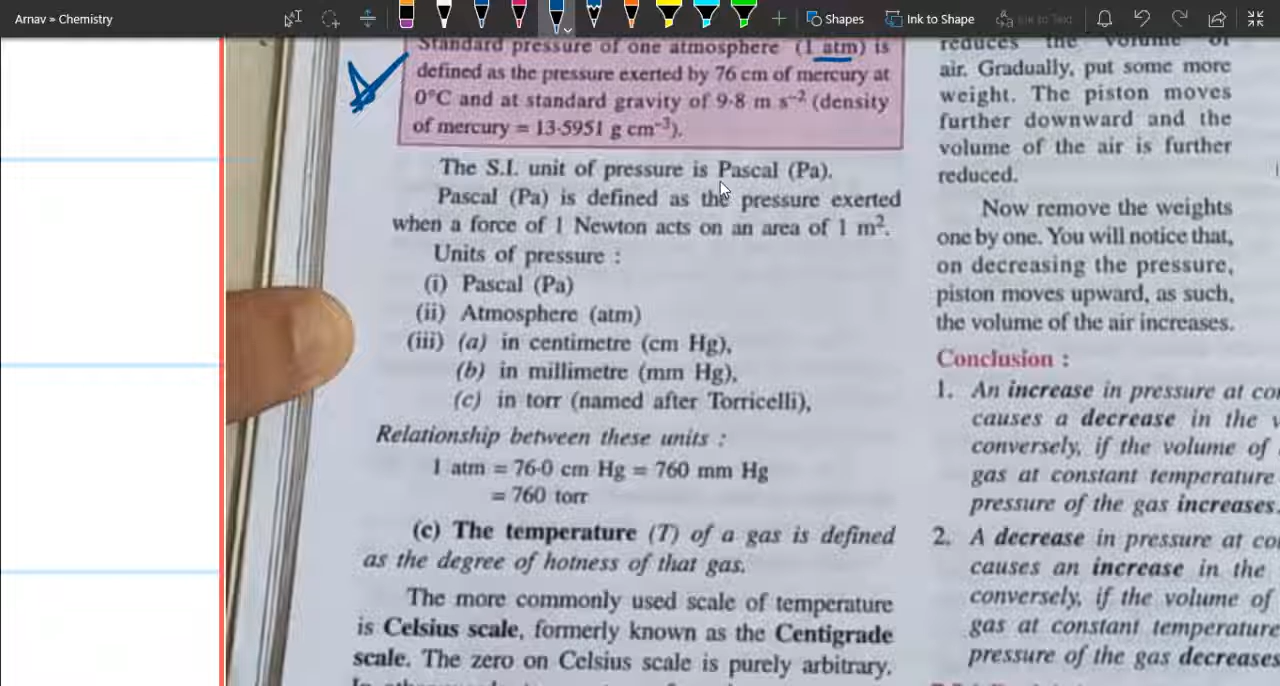 Arnav » Chemistry
Shapes
Ink to Shape
Ink to Text
Standard pressure of one atmosphere (1 atm) is
defined as the pressure exerted by 76 cm of mercury at
0°C and at standard gravity of 9·8 m s⁻² (density
of mercury = 13·5951 g cm⁻³).
The S.I. unit of pressure is Pascal (Pa).
Pascal (Pa) is defined as the pressure exerted
when a force of 1 Newton acts on an area of 1 m².
Units of pressure :
(i) Pascal (Pa)
(ii) Atmosphere (atm)
(iii) (a) in centimetre (cm Hg),
(b) in millimetre (mm Hg),
(c) in torr (named after Torricelli),
Relationship between these units :
1 atm = 76·0 cm Hg = 760 mm Hg
= 760 torr
(c) The temperature (T) of a gas is defined
as the degree of hotness of that gas.
The more commonly used scale of temperature
is Celsius scale, formerly known as the Centigrade
scale. The zero on Celsius scale is purely arbitrary.
reduces the volume of
air. Gradually, put some more
weight. The piston moves
further downward and the
volume of the air is further
reduced.
Now remove the weights
one by one. You will notice that,
on decreasing the pressure,
piston moves upward, as such,
the volume of the air increases.
Conclusion :
1. An increase in pressure at
causes a decrease in the
conversely, if the volume of
gas at constant temperature
pressure of the gas increases.
2. A decrease in pressure at
causes an increase in the
conversely, if the volume of
gas at constant temperature
pressure of the gas decreases